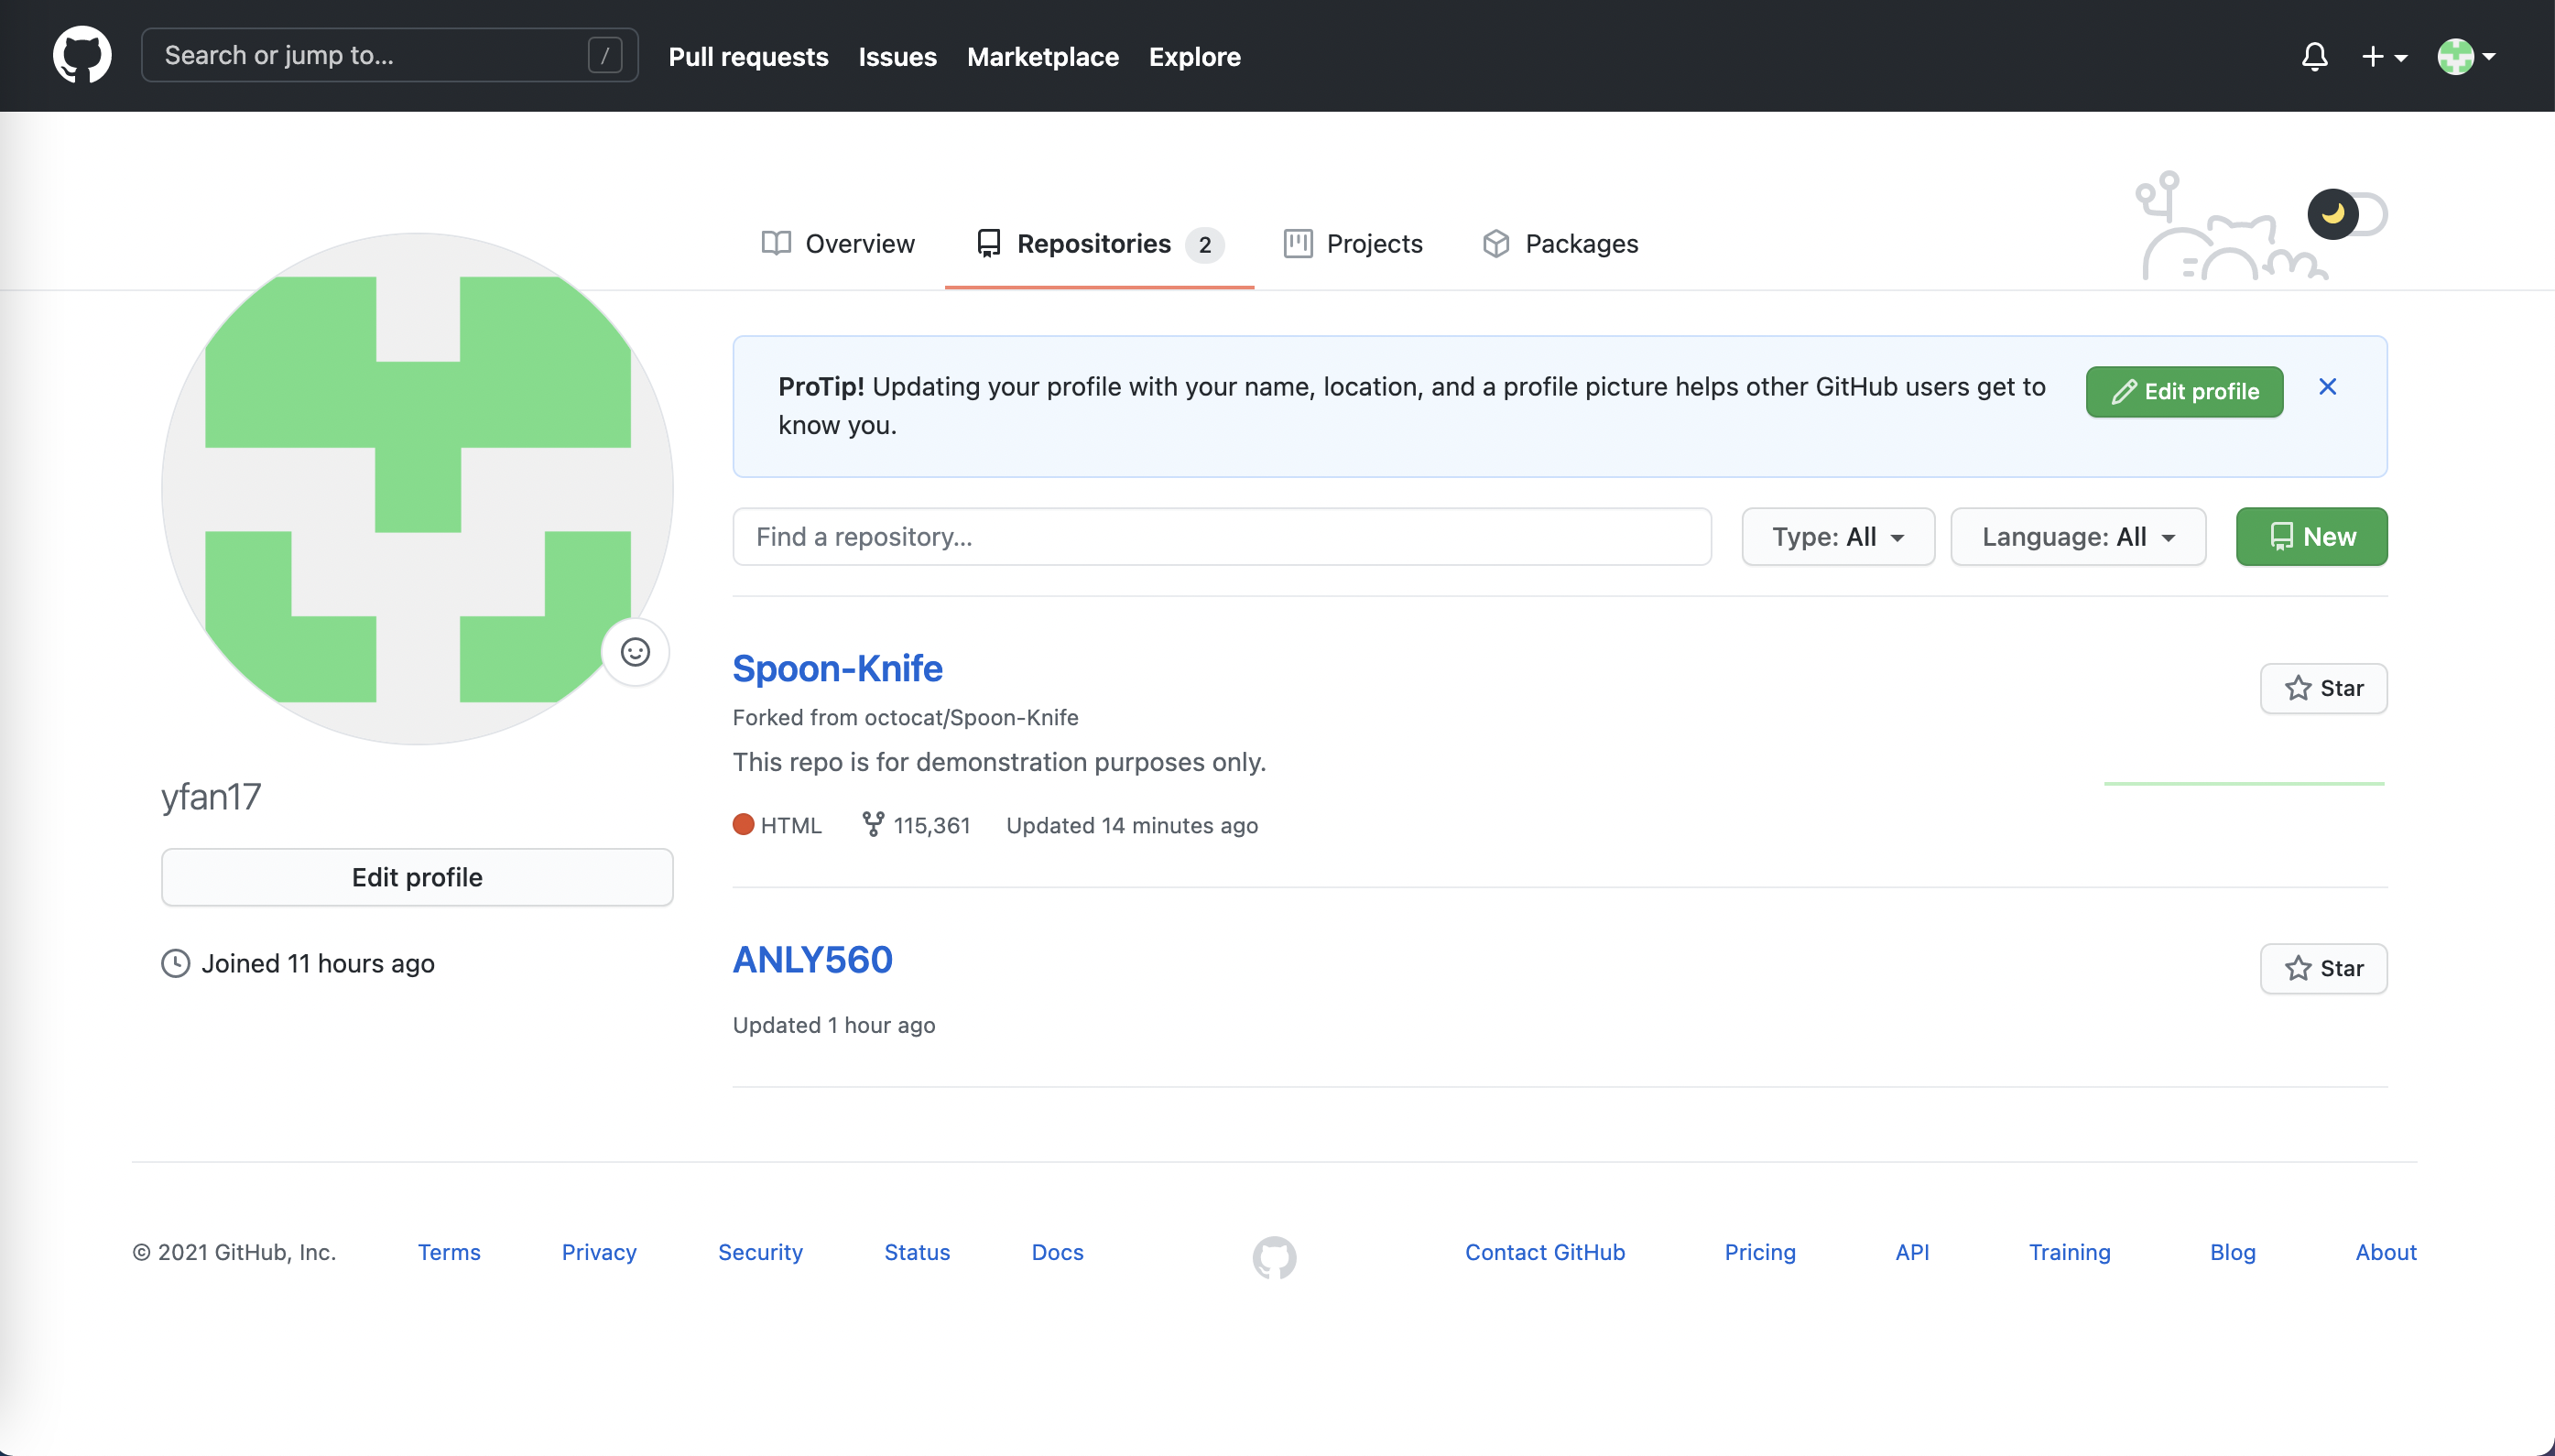 Search or jump to... /
Pull requests Issues Marketplace Explore
Overview Repositories 2 Projects Packages
ProTip! Updating your profile with your name, location, and a profile picture helps other GitHub users get to
know you.
Edit profile
Find a repository...
Type: All
Language: All
New
Spoon-Knife
Star
Forked from octocat/Spoon-Knife
This repo is for demonstration purposes only.
HTML 115,361 Updated 14 minutes ago
yfan17
Edit profile
Joined 11 hours ago
ANLY560
Star
Updated 1 hour ago
© 2021 GitHub, Inc. Terms Privacy Security Status Docs Contact GitHub Pricing API Training Blog About